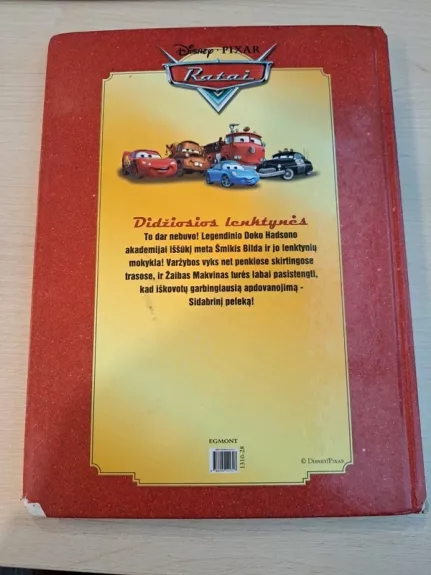 Disney · PIXAR
Ratai
Didžiosios lenktynės
To dar nebuvo! Legendinio Doko Hadsono
akademijai iššūkį meta Šmikis Bilda ir jo lenktynių
mokykla! Varžybos vyks net penkiose skirtingose
trasose, ir Žaibas Makvinas turės labai pasistengti,
kad iškovotų garbingiausią apdovanojimą -
Sidabrinį peleką!
EGMONT
1310-28
© Disney/Pixar